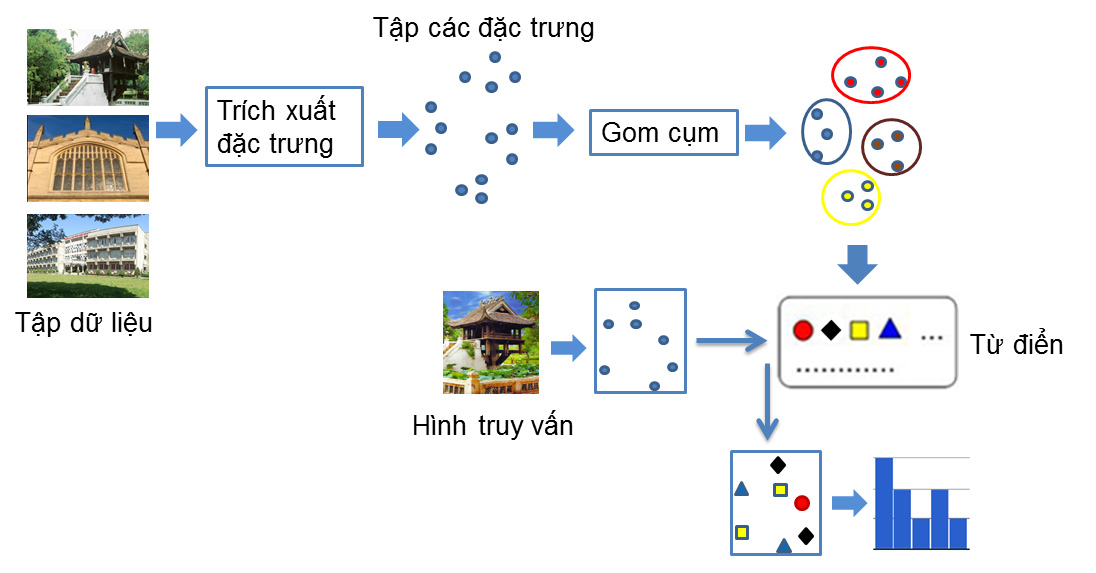 Tập các đặc trưng
Trích xuất
đặc trưng
Gom cụm
Tập dữ liệu
Từ điển
Hình truy vấn